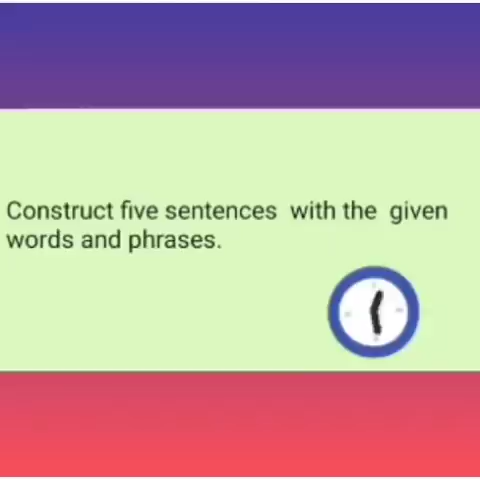 Construct five sentences with the given
words and phrases.